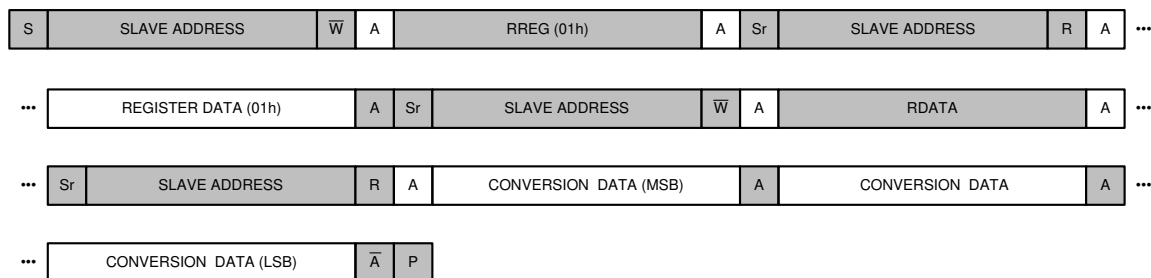 S SLAVE ADDRESS W̅ A RREG (01h) A Sr SLAVE ADDRESS R A •••
••• REGISTER DATA (01h) A Sr SLAVE ADDRESS W̅ A RDATA A •••
••• Sr SLAVE ADDRESS R A CONVERSION DATA (MSB) A CONVERSION DATA A •••
••• CONVERSION DATA (LSB) A̅ P